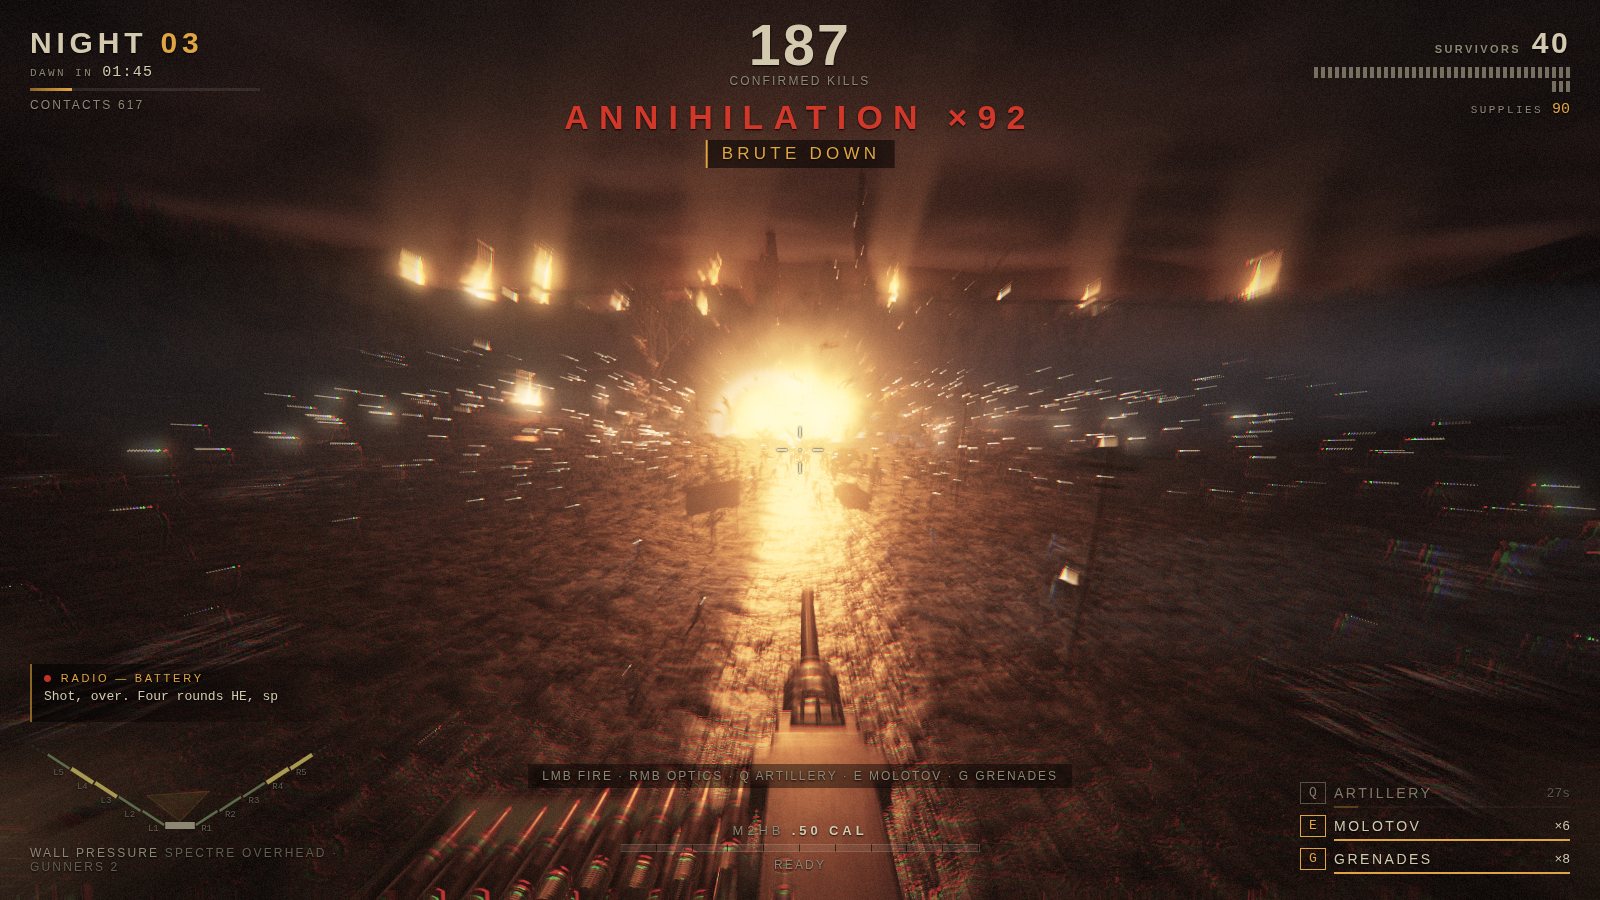 NIGHT 03
DAWN IN 01:45
CONTACTS 617
187
CONFIRMED KILLS
ANNIHILATION ×92
BRUTE DOWN
SURVIVORS 40
SUPPLIES 90
RADIO — BATTERY
Shot, over. Four rounds HE, sp
L5
L4
L3
L2
L1
R1
R2
R3
R4
R5
WALL PRESSURE SPECTRE OVERHEAD ·
GUNNERS 2
LMB FIRE · RMB OPTICS · Q ARTILLERY · E MOLOTOV · G GRENADES
M2HB .50 CAL
READY
Q ARTILLERY 27s
E MOLOTOV ×6
G GRENADES ×8